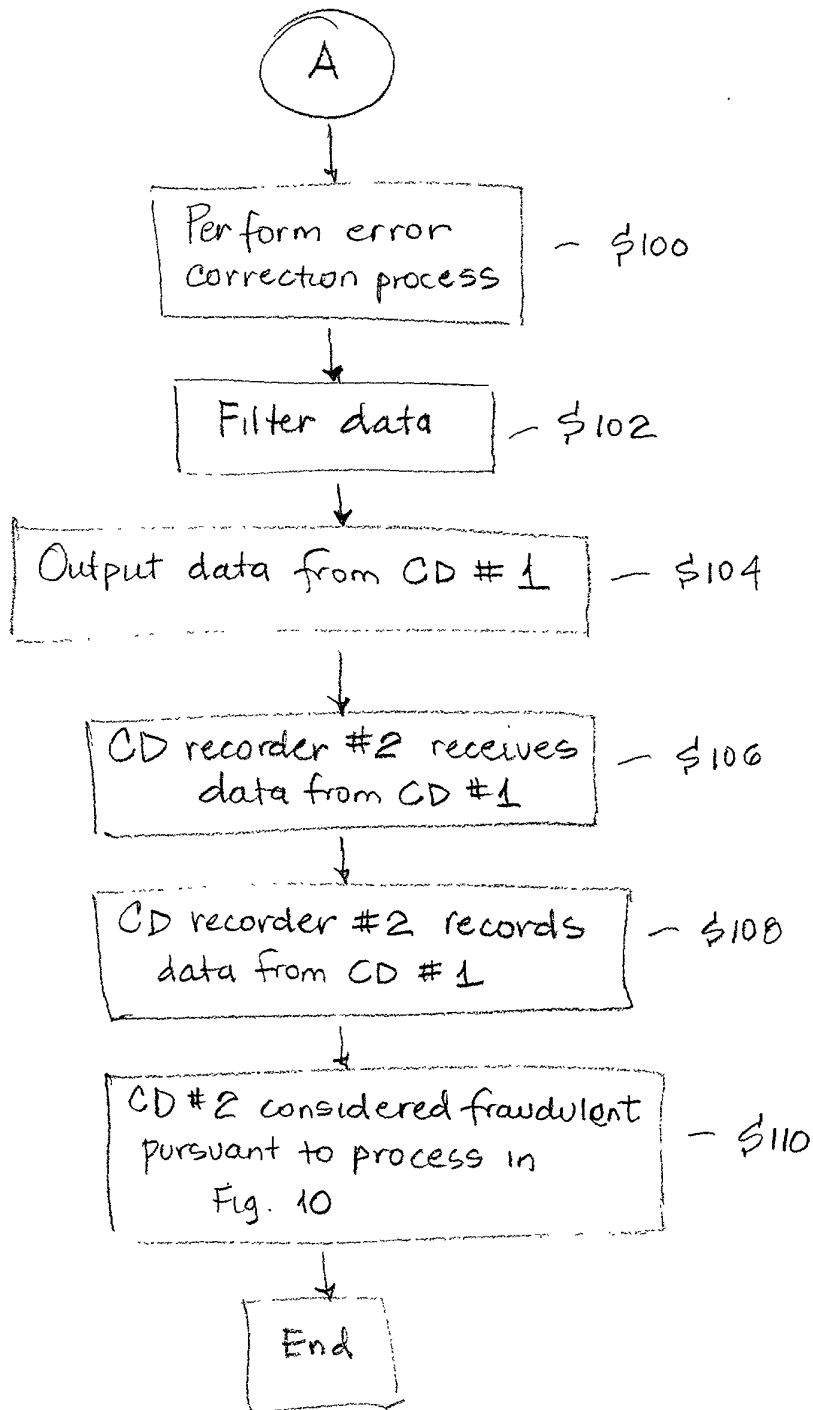 A
Perform error
correction process
- $100
Filter data
- $102
Output data from CD # 1
- $104
CD recorder #2 receives
data from CD #1
- $106
CD recorder #2 records
data from CD # 1
- $108
CD #2 considered fraudulent
pursuant to process in
Fig. 10
- $110
End